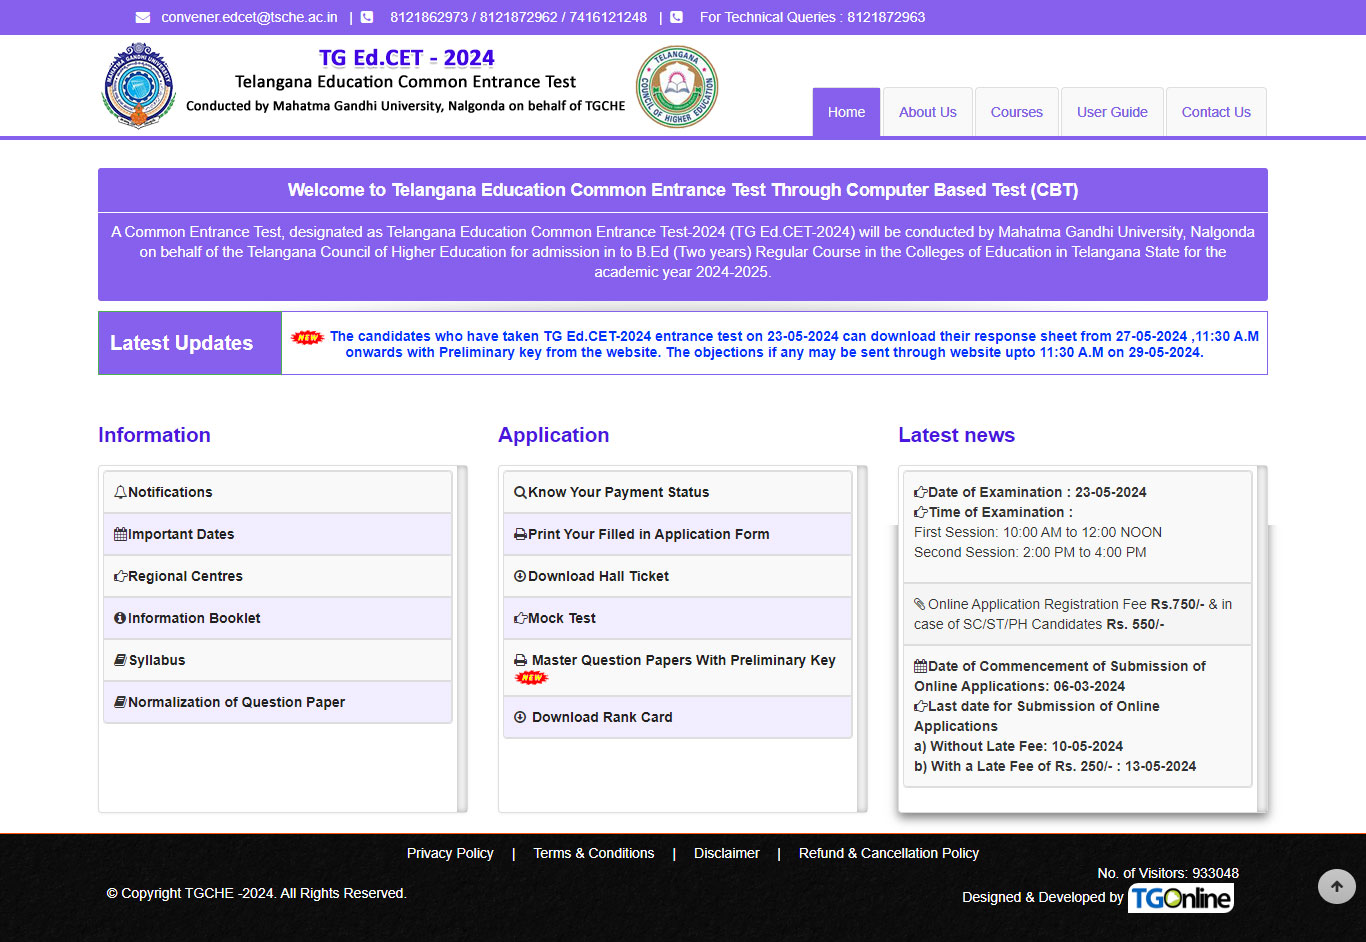 convener.edcet@tsche.ac.in | 8121862973 / 8121872962 / 7416121248 | For Technical Queries : 8121872963
TG Ed.CET - 2024
Telangana Education Common Entrance Test
Conducted by Mahatma Gandhi University, Nalgonda on behalf of TGCHE
MAHATMA GANDHI UNIVERSITY
TELANGANA
COUNCIL OF HIGHER EDUCATION
Home
About Us
Courses
User Guide
Contact Us
Welcome to Telangana Education Common Entrance Test Through Computer Based Test (CBT)
A Common Entrance Test, designated as Telangana Education Common Entrance Test-2024 (TG Ed.CET-2024) will be conducted by Mahatma Gandhi University, Nalgonda
on behalf of the Telangana Council of Higher Education for admission in to B.Ed (Two years) Regular Course in the Colleges of Education in Telangana State for the
academic year 2024-2025.
Latest Updates
NEW The candidates who have taken TG Ed.CET-2024 entrance test on 23-05-2024 can download their response sheet from 27-05-2024 ,11:30 A.M
onwards with Preliminary key from the website. The objections if any may be sent through website upto 11:30 A.M on 29-05-2024.
Information
Notifications
Important Dates
Regional Centres
Information Booklet
Syllabus
Normalization of Question Paper
Application
Know Your Payment Status
Print Your Filled in Application Form
Download Hall Ticket
Mock Test
Master Question Papers With Preliminary Key
NEW
Download Rank Card
Latest news
Date of Examination : 23-05-2024
Time of Examination :
First Session: 10:00 AM to 12:00 NOON
Second Session: 2:00 PM to 4:00 PM
Online Application Registration Fee Rs.750/- & in
case of SC/ST/PH Candidates Rs. 550/-
Date of Commencement of Submission of
Online Applications: 06-03-2024
Last date for Submission of Online
Applications
a) Without Late Fee: 10-05-2024
b) With a Late Fee of Rs. 250/- : 13-05-2024
Privacy Policy | Terms & Conditions | Disclaimer | Refund & Cancellation Policy
No. of Visitors: 933048
© Copyright TGCHE -2024. All Rights Reserved.
Designed & Developed by TGOnline